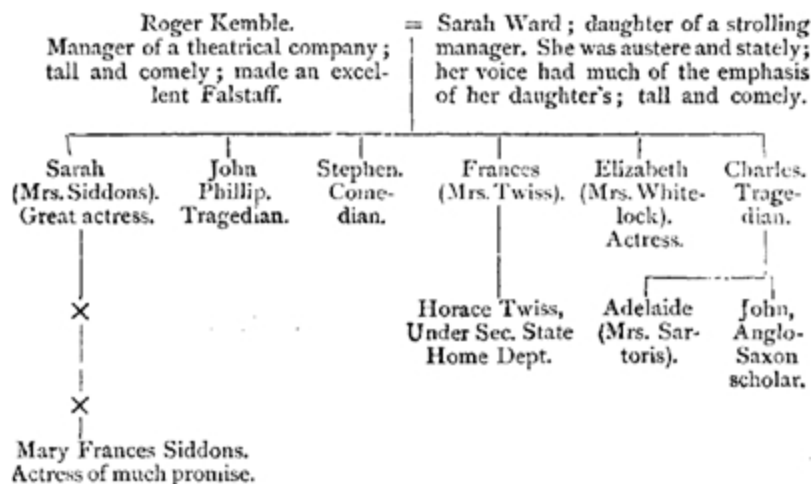 Roger Kemble.
Manager of a theatrical company;
tall and comely; made an excel-
lent Falstaff.
= Sarah Ward; daughter of a strolling
manager. She was austere and stately;
her voice had much of the emphasis
of her daughter's; tall and comely.
Sarah
(Mrs. Siddons).
Great actress.
John
Phillip.
Tragedian.
Stephen.
Come-
dian.
Frances
(Mrs. Twiss).
Elizabeth
(Mrs. White-
lock).
Actress.
Charles.
Trage-
dian.
×
Horace Twiss,
Under Sec. State
Home Dept.
Adelaide
(Mrs. Sar-
toris).
John,
Anglo-
Saxon
scholar.
×
Mary Frances Siddons.
Actress of much promise.